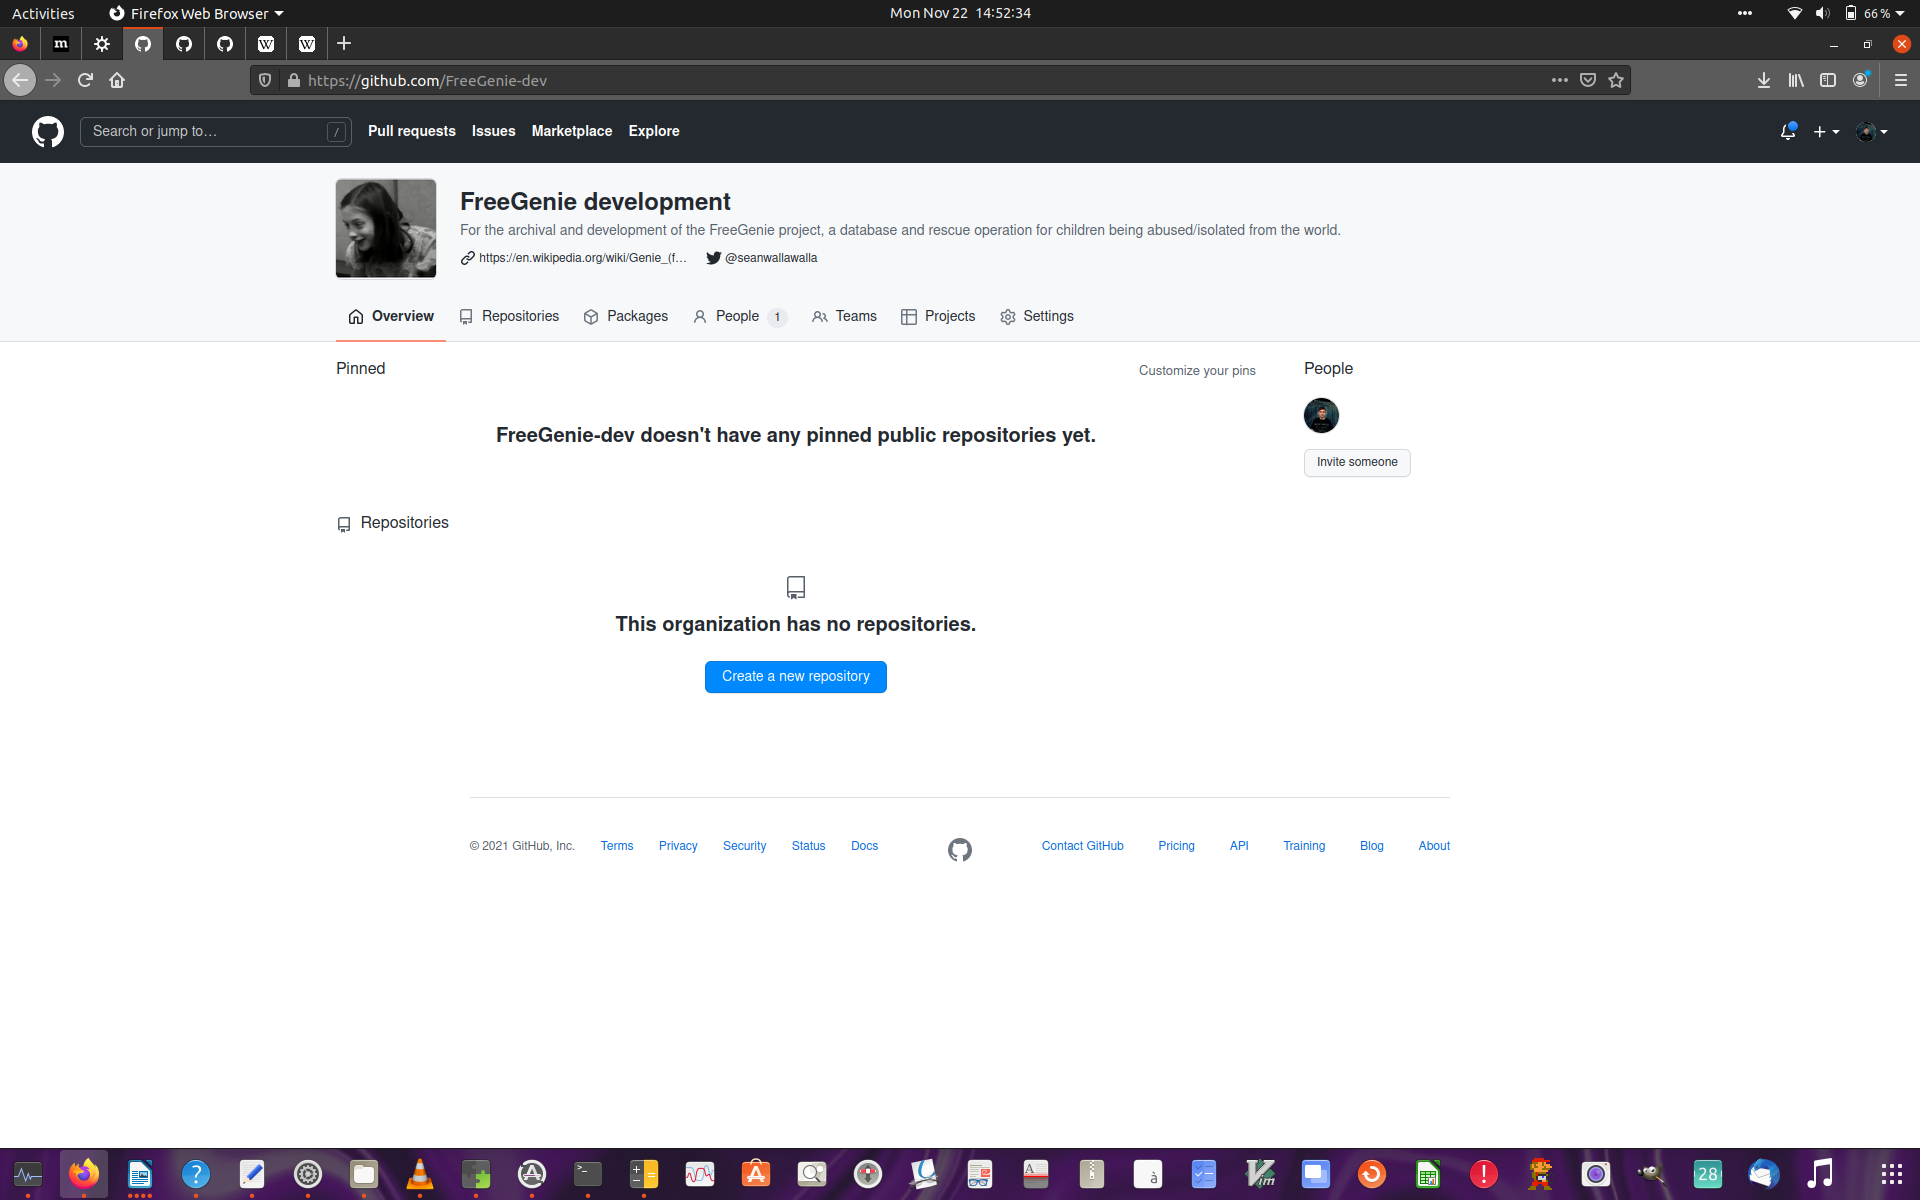 Activities
Firefox Web Browser
Mon Nov 22 14:52:34
66 %
m
W
W
https://github.com/FreeGenie-dev
Search or jump to…
/
Pull requests
Issues
Marketplace
Explore
FreeGenie development
For the archival and development of the FreeGenie project, a database and rescue operation for children being abused/isolated from the world.
https://en.wikipedia.org/wiki/Genie_(f…
@seanwallawalla
Overview
Repositories
Packages
People 1
Teams
Projects
Settings
Pinned
Customize your pins
People
FreeGenie-dev doesn't have any pinned public repositories yet.
Invite someone
Repositories
This organization has no repositories.
Create a new repository
© 2021 GitHub, Inc.
Terms
Privacy
Security
Status
Docs
Contact GitHub
Pricing
API
Training
Blog
About
?
>_
A
à
Vim
!
28